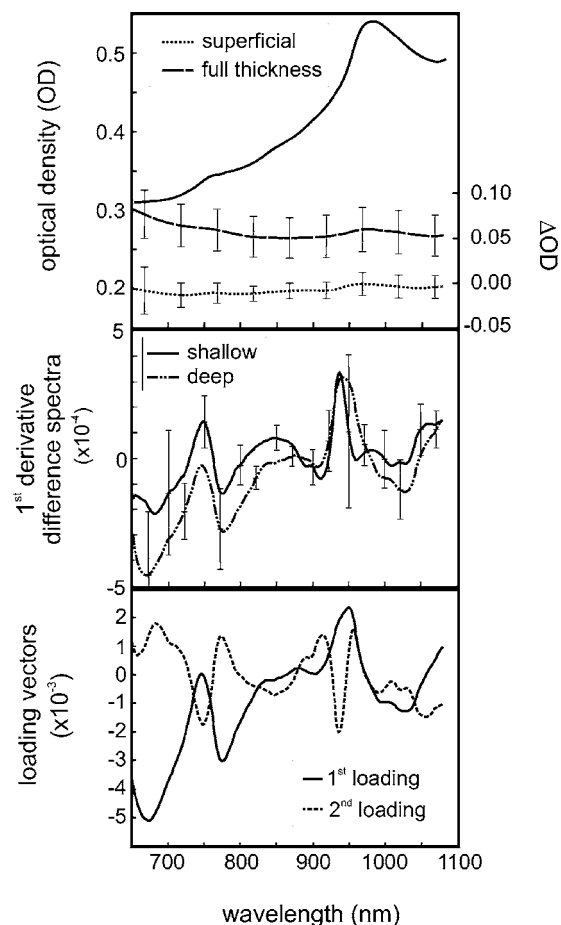 superficial
full thickness
optical density (OD)
0.5
0.4
0.3
0.2
0.10
0.05
0.00
-0.05
ΔOD
shallow
deep
1st derivative
difference spectra
(x10-4)
5
0
-5
loading vectors
(x10-3)
2
1
0
-1
-2
-3
-4
-5
1st loading
2nd loading
700 800 900 1000 1100
wavelength (nm)